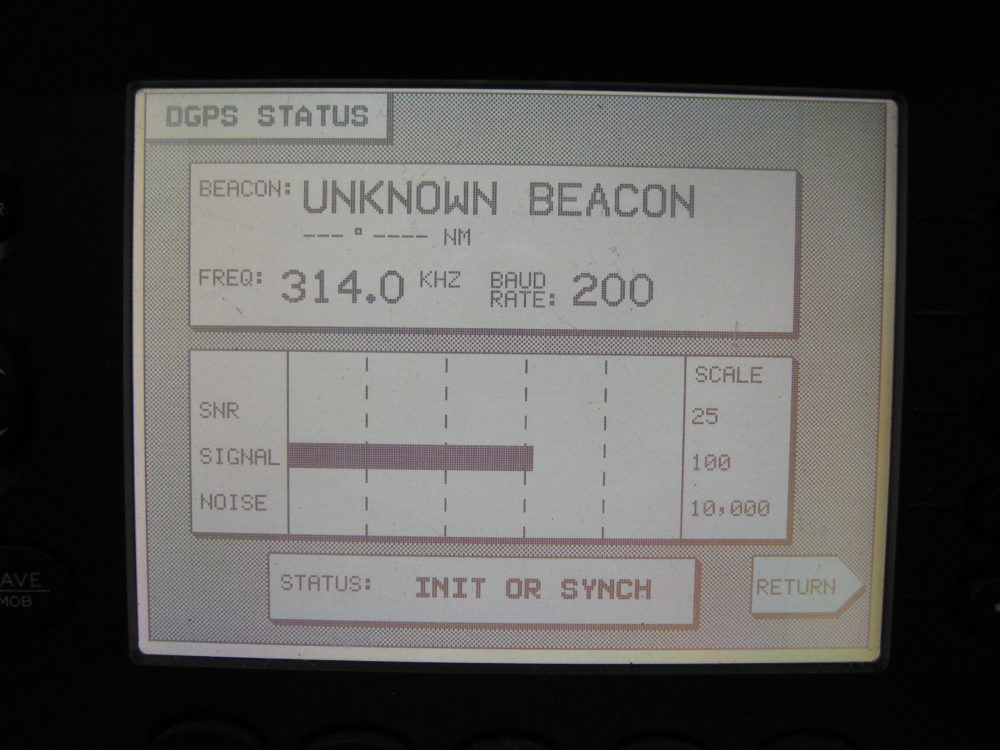 DGPS STATUS
BEACON: UNKNOWN BEACON
---°---- NM
FREQ: 314.0 KHZ BAUD RATE: 200
SCALE
SNR 25
SIGNAL 100
NOISE 10,000
STATUS: INIT OR SYNCH
RETURN
AVE
MOB